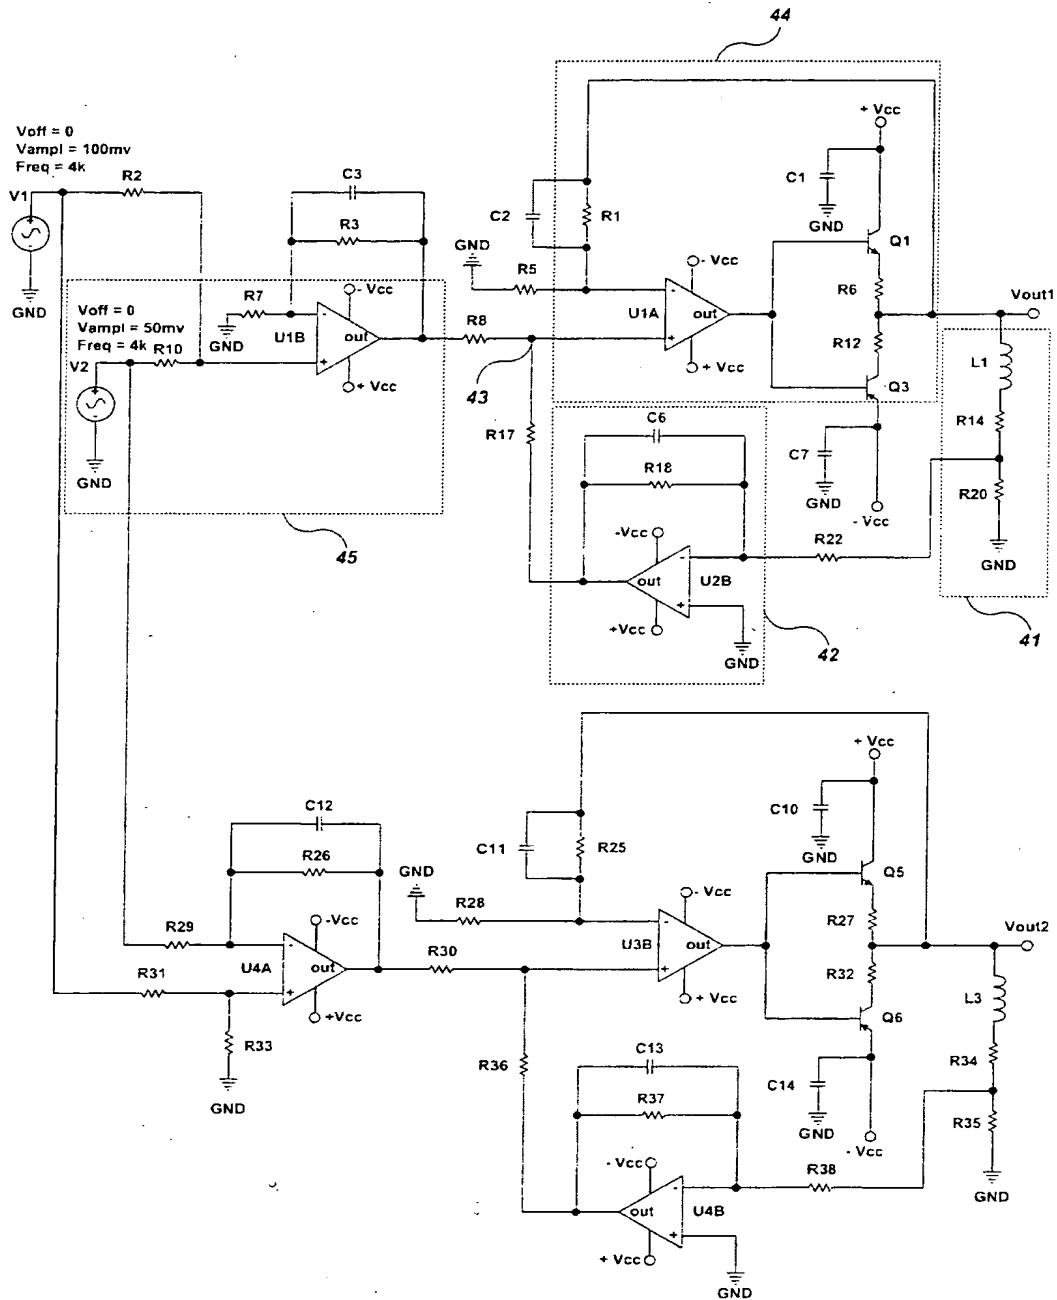 44
+ Vcc
Voff = 0
Vampl = 100mv
Freq = 4k
V1
R2
C3
R3
C2
R1
C1
GND
Q1
GND
GND
R5
- Vcc
R6
Vout1
Voff = 0
Vampl = 50mv
Freq = 4k
R7
GND
- Vcc
U1B
out
R8
U1A
out
R12
L1
R10
V2
+ Vcc
43
+ Vcc
Q3
R14
R17
C6
R18
C7
GND
- Vcc
R20
GND
GND
45
-Vcc
out
U2B
R22
+Vcc
GND
42
41
+ Vcc
C12
R26
C11
R25
C10
GND
GND
Q5
R29
R28
- Vcc
R27
Vout2
-Vcc
U4A
out
R30
U3B
out
R32
L3
R31
+Vcc
+ Vcc
Q6
R33
GND
R36
C13
R37
C14
GND
- Vcc
R34
R35
GND
- Vcc
out
U4B
R38
+ Vcc
GND